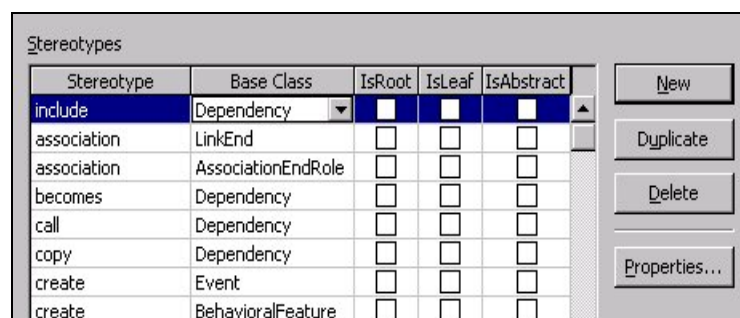 Stereotypes
Stereotype Base Class IsRoot IsLeaf IsAbstract New
include Dependency
association LinkEnd Duplicate
association AssociationEndRole
becomes Dependency Delete
call Dependency
copy Dependency Properties...
create Event
create BehavioralFeature